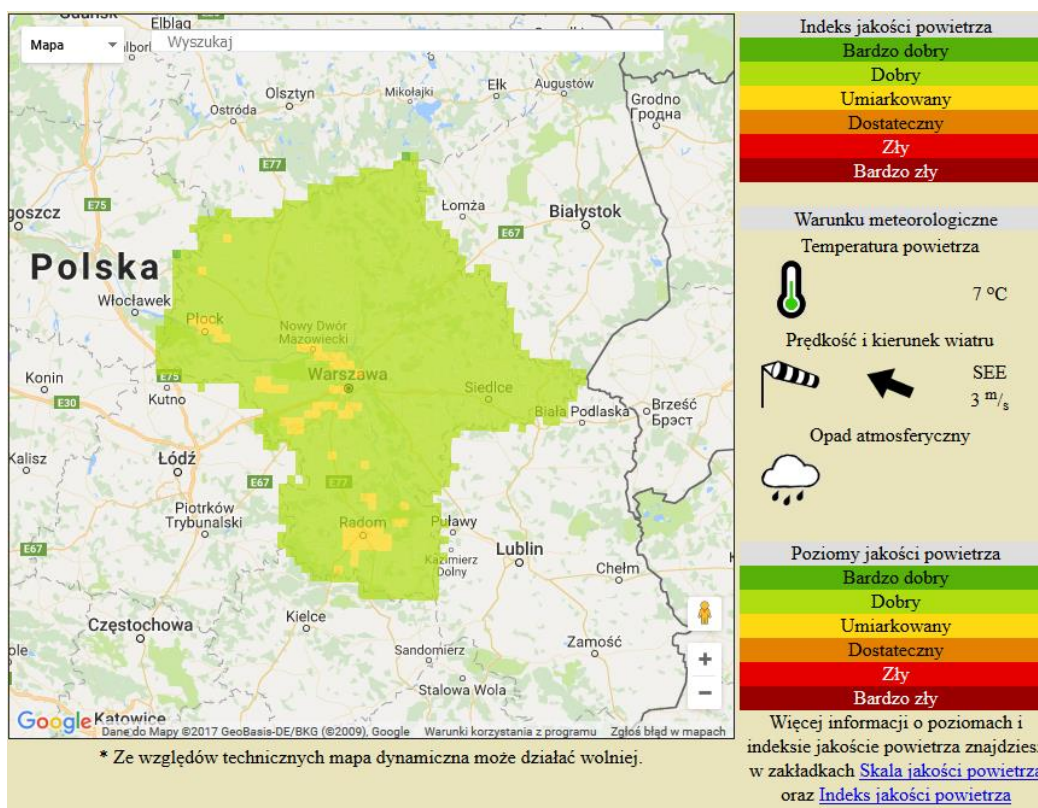 Gdańsk
Elbląg
Mapa
Wyszukaj
Olsztyn
Ostróda
Mikołajki
Ełk
Augustów
Grodno
Гродна
E77
E75
Łomża
Białystok
E67
Polska
Włocławek
Płock
Nowy Dwór
Mazowiecki
Konin
E75
Kutno
Warszawa
Siedlce
E30
Biała Podlaska
Brześć
Брэст
Kalisz
Łódź
E67
E77
Piotrków
Trybunalski
Radom
Puławy
E67
Kazimierz
Dolny
Lublin
Chełm
Kielce
Częstochowa
Sandomierz
Zamość
Stalowa Wola
+
−
Google
Katowice
Dane do Mapy ©2017 GeoBasis-DE/BKG (©2009), Google
Warunki korzystania z programu
Zgłoś błąd w mapach
* Ze względów technicznych mapa dynamiczna może działać wolniej.
Indeks jakości powietrza
Bardzo dobry
Dobry
Umiarkowany
Dostateczny
Zły
Bardzo zły
Warunku meteorologiczne
Temperatura powietrza
7 °C
Prędkość i kierunek wiatru
SEE
3 m/s
Opad atmosferyczny
Poziomy jakości powietrza
Bardzo dobry
Dobry
Umiarkowany
Dostateczny
Zły
Bardzo zły
Więcej informacji o poziomach i
indeksie jakoście powietrza znajdzies
w zakładkach Skala jakości powietrza
oraz Indeks jakości powietrza